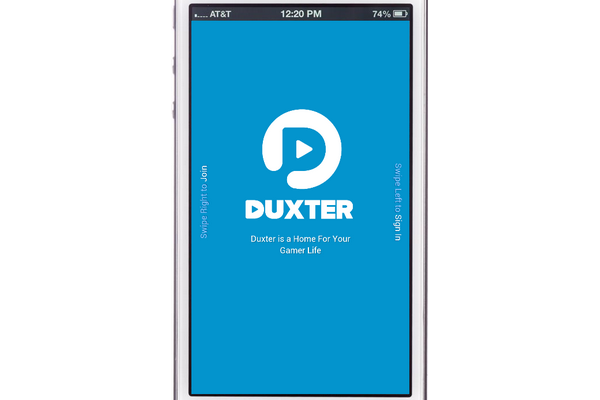 AT&T 12:20 PM 74%
Swipe Right to Join
Swipe Left to Sign In
DUXTER
Duxter is a Home For Your
Gamer Life